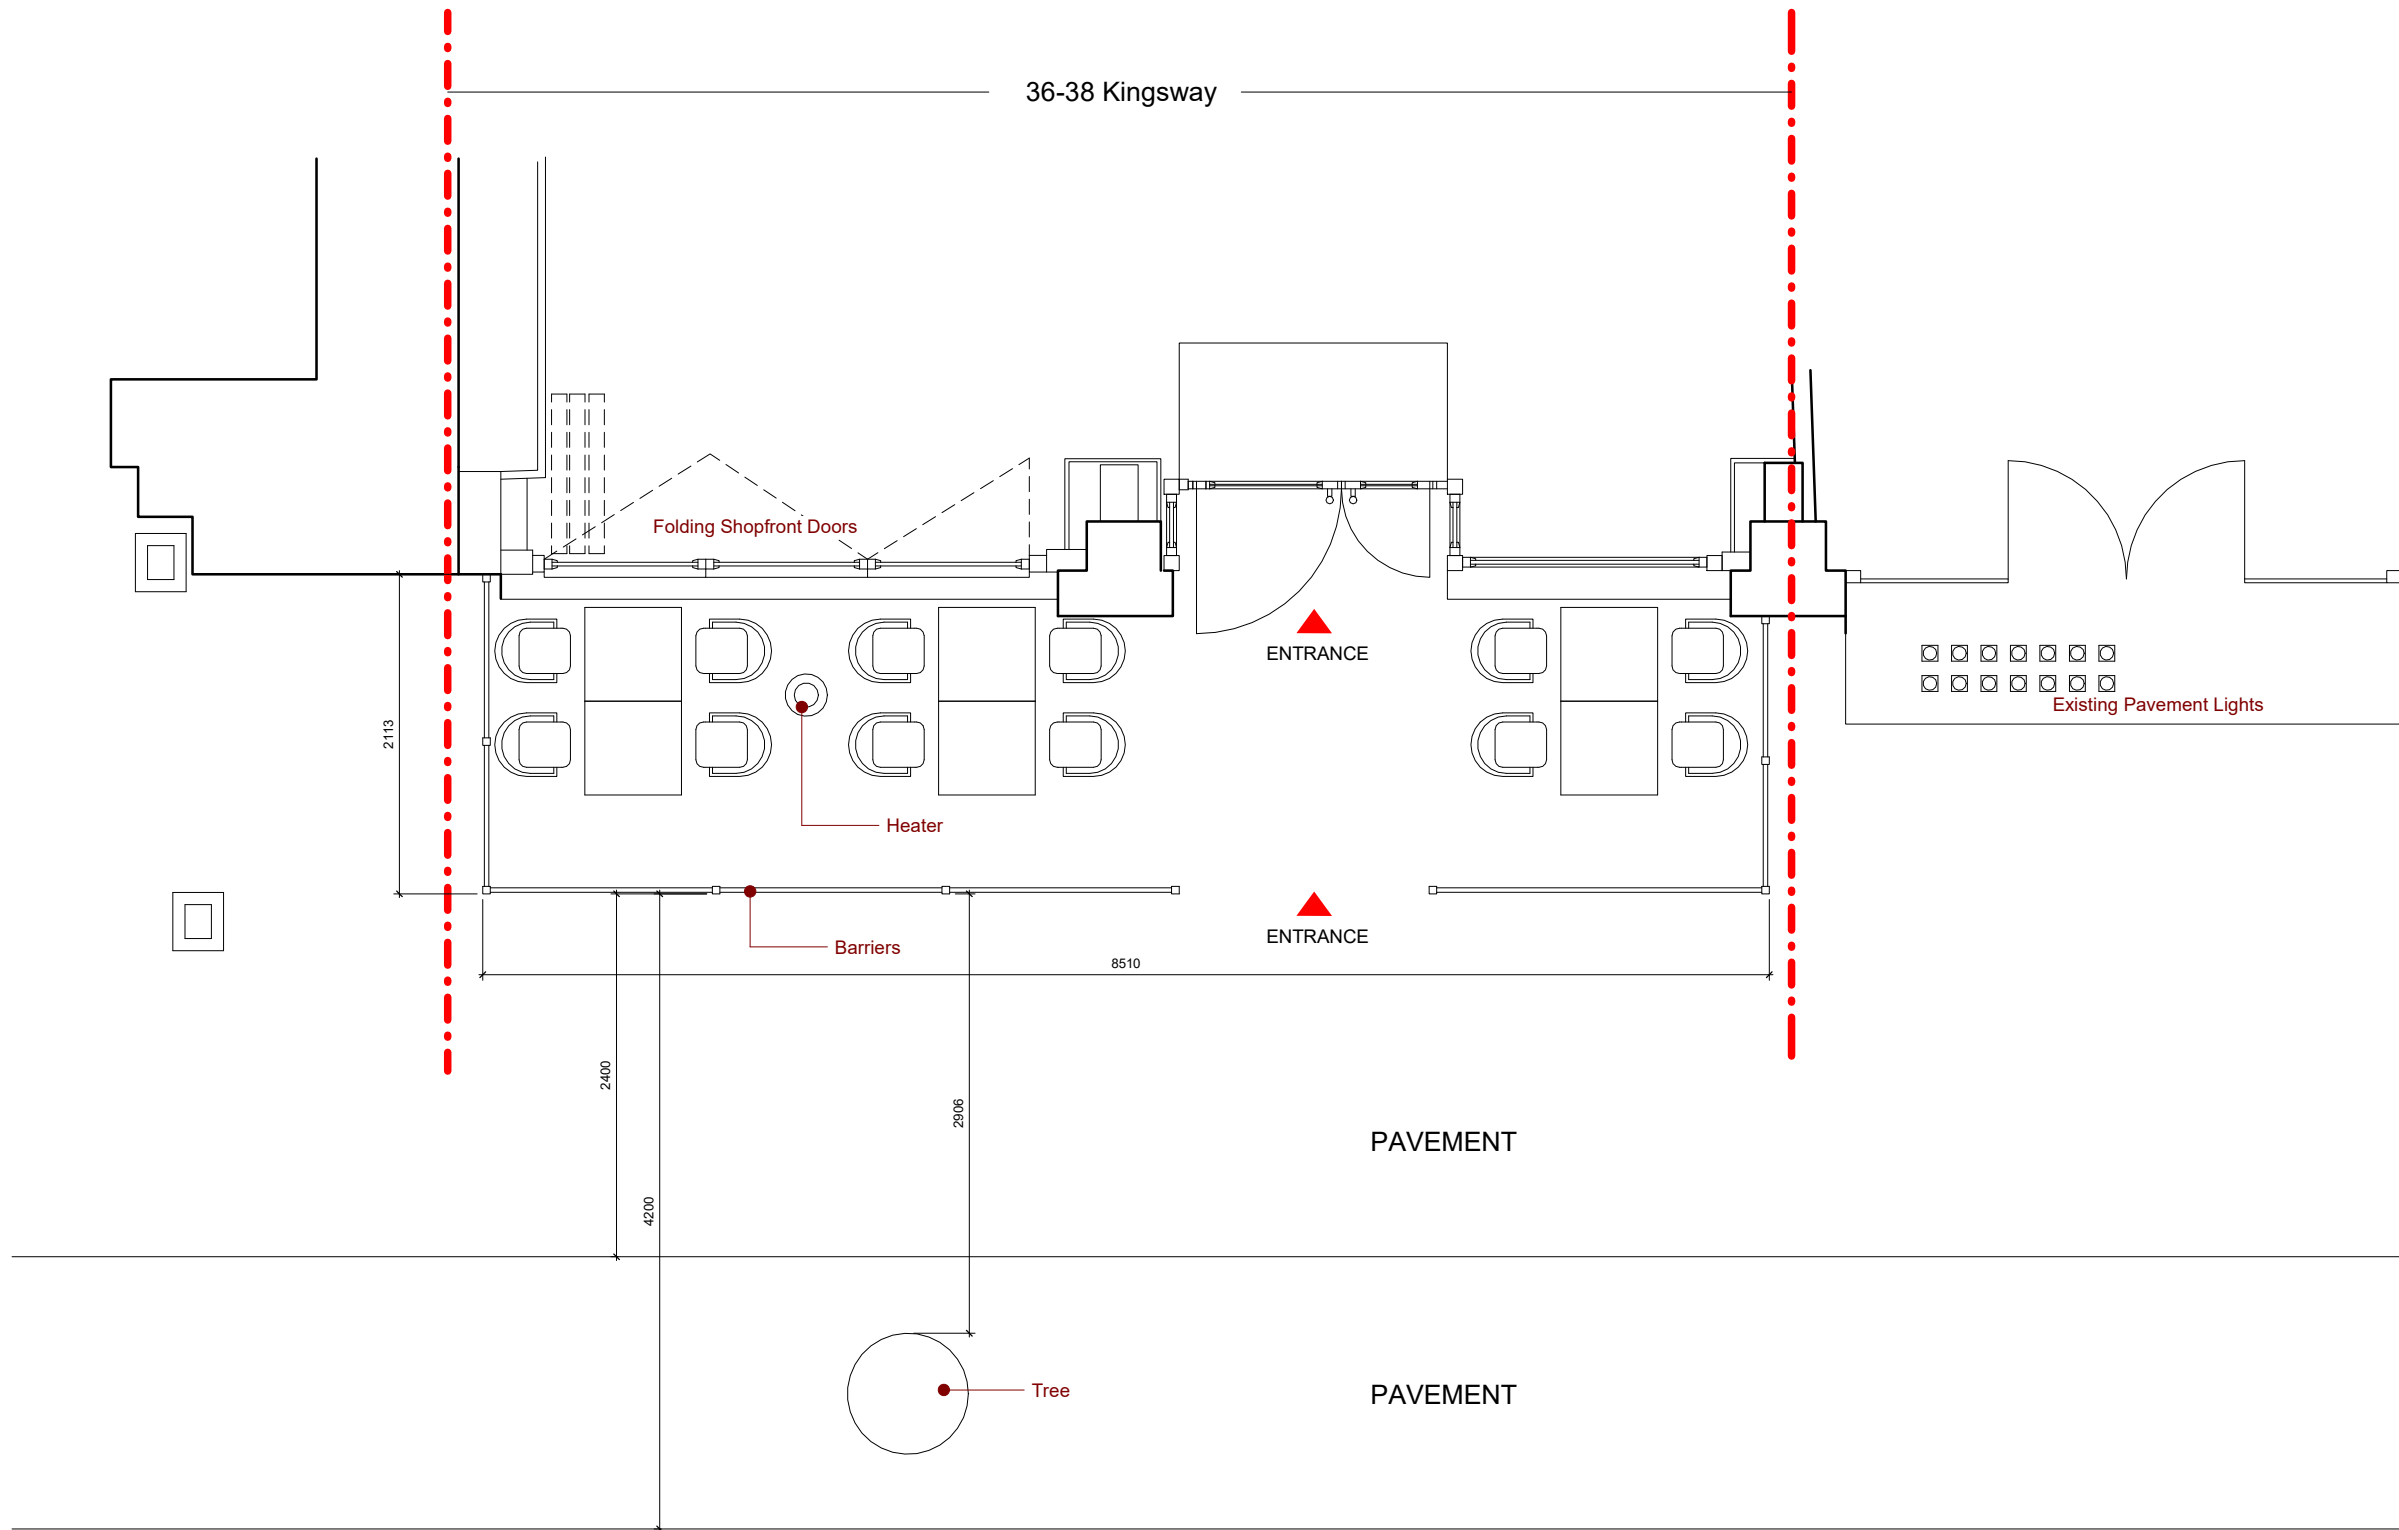 36-38 Kingsway
Folding Shopfront Doors
ENTRANCE
Existing Pavement Lights
2113
Heater
ENTRANCE
Barriers
8510
2400
2906
PAVEMENT
4200
Tree
PAVEMENT